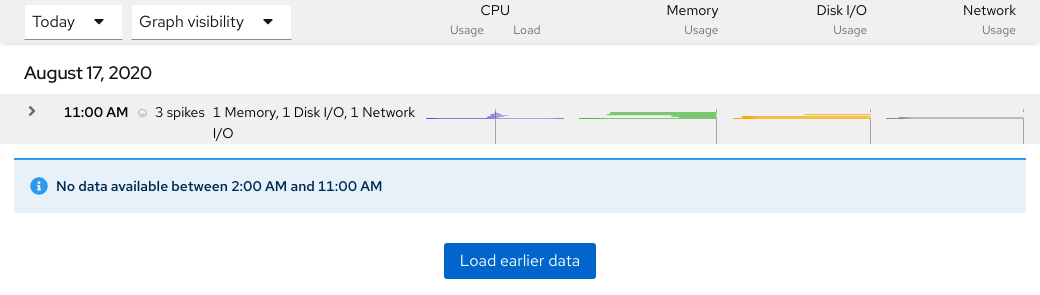 Today
Graph visibility
CPU
Memory
Disk I/O
Network
Usage
Load
Usage
Usage
Usage
August 17, 2020
11:00 AM
3 spikes
1 Memory, 1 Disk I/O, 1 Network
I/O
No data available between 2:00 AM and 11:00 AM
Load earlier data